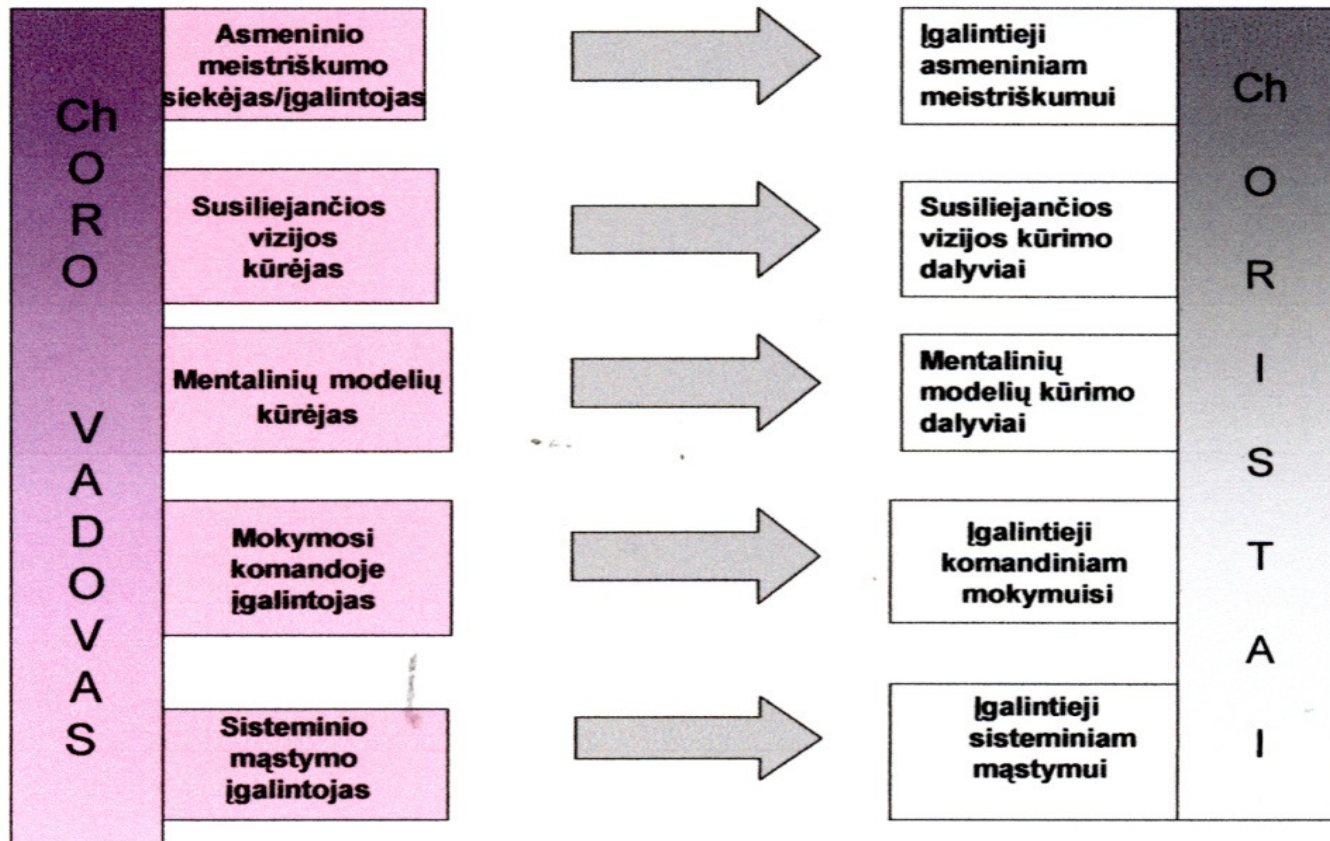 Ch
O
R
O
V
A
D
O
V
A
S
Asmeninio
meistriškumo
siekėjas/įgalintojas
Susiliejančios
vizijos
kūrėjas
Mentalinių modelių
kūrėjas
Mokymosi
komandoje
įgalintojas
Sisteminio
mąstymo
įgalintojas
Įgalintieji
asmeniniam
meistriškumui
Susiliejančios
vizijos kūrimo
dalyviai
Mentalinių
modelių kūrimo
dalyviai
Įgalintieji
komandiniam
mokymuisi
Įgalintieji
sisteminiam
mąstymui
Ch
O
R
I
S
T
A
I